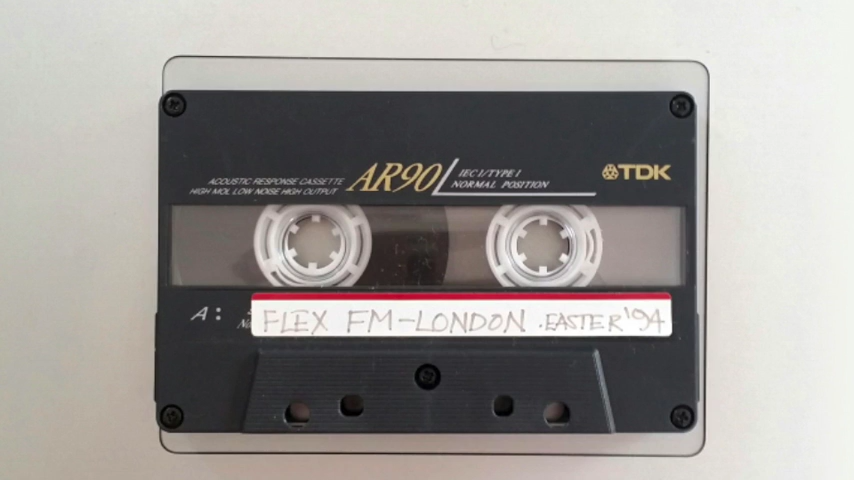 ACOUSTIC RESPONSE CASSETTE
HIGH MOL LOW NOISE HIGH OUTPUT
AR90
IEC I/TYPE I
NORMAL POSITION
TDK
A:
FLEX FM-LONDON .EASTER '94